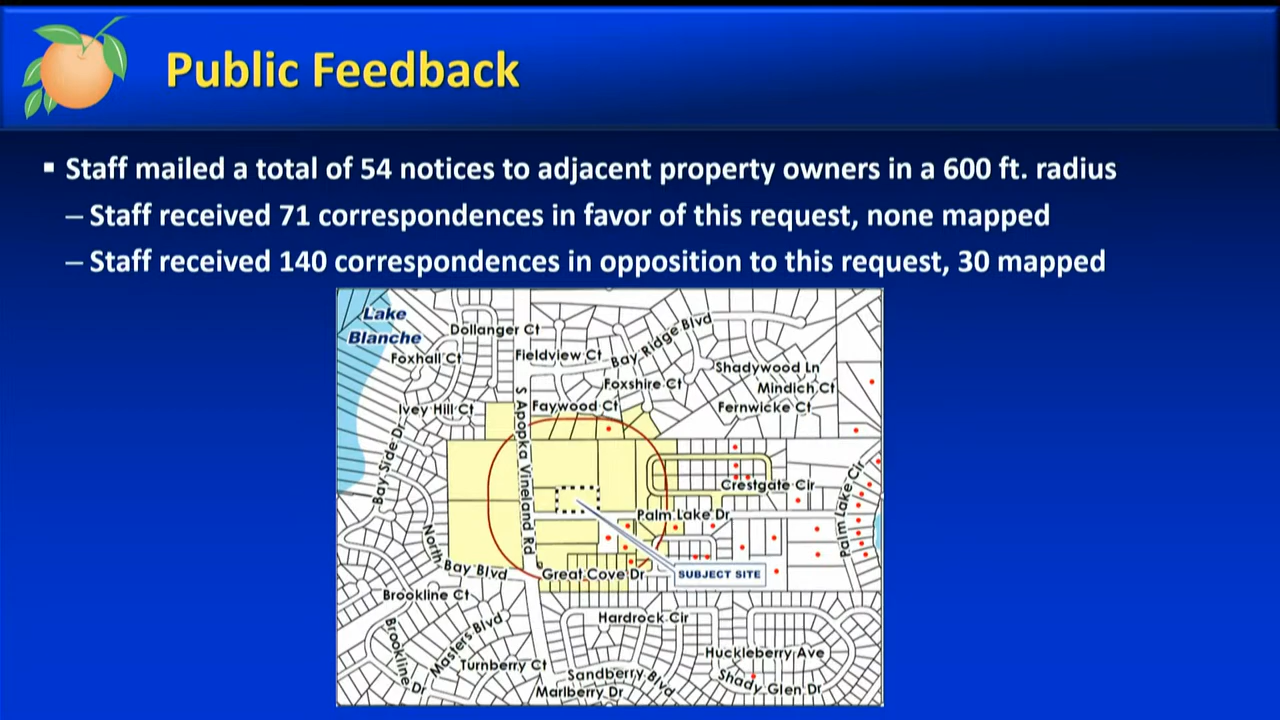 Public Feedback
▪ Staff mailed a total of 54 notices to adjacent property owners in a 600 ft. radius
– Staff received 71 correspondences in favor of this request, none mapped
– Staff received 140 correspondences in opposition to this request, 30 mapped
Lake
Blanche
Dollanger Ct
Foxhall Ct
Fieldview Ct
Bay Ridge Blvd
Shadywood Ln
Foxshire Ct
Mindich Ct
Ivey Hill Ct
Faywood Ct
Fernwicke Ct
S Apopka Vineland Rd
Bay Side Dr
Crestgate Cir
Palm Lake Cir
Palm Lake Dr
North Bay Blvd
Great Cove Dr
SUBJECT SITE
Brookline Ct
Hardrock Cir
Brookline Dr
Masters Blvd
Turnberry Ct
Huckleberry Ave
Sandberry Blvd
Shady Glen Dr
Marlberry Dr